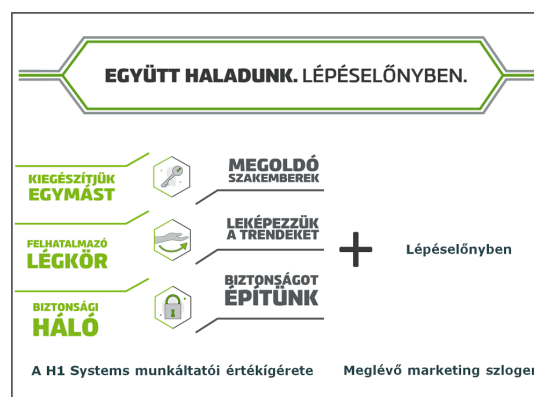 EGYÜTT HALADUNK. LÉPÉSELŐNYBEN.
KIEGÉSZÍTJÜK
EGYMÁST
MEGOLDÓ
SZAKEMBEREK
FELHATALMAZÓ
LÉGKÖR
LEKÉPEZZÜK
A TRENDEKET
BIZTONSÁGI
HÁLÓ
BIZTONSÁGOT
ÉPÍTÜNK
+
Lépéselőnyben
A H1 Systems munkáltatói értékígérete
Meglévő marketing szlogen